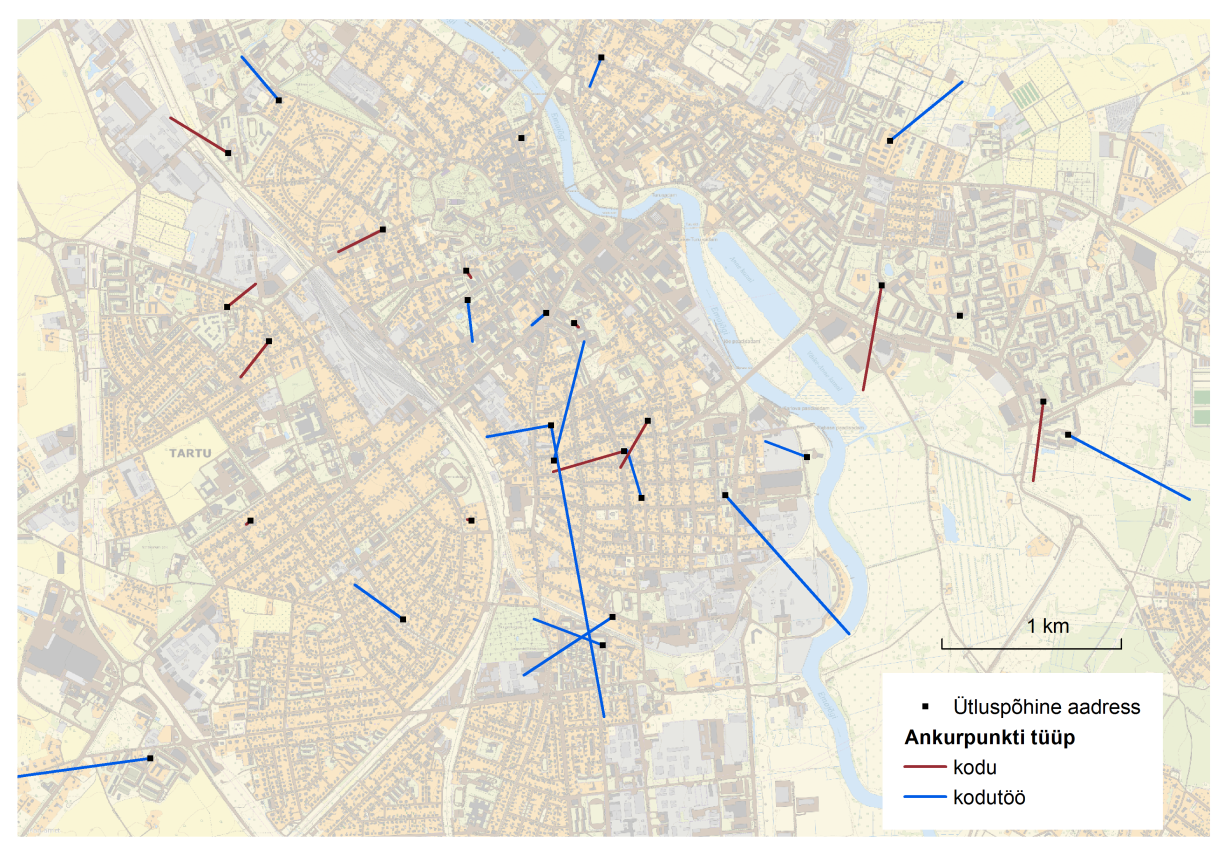 TARTU
1 km
Ütluspõhine aadress
Ankurpunkti tüüp
kodu
kodutöö